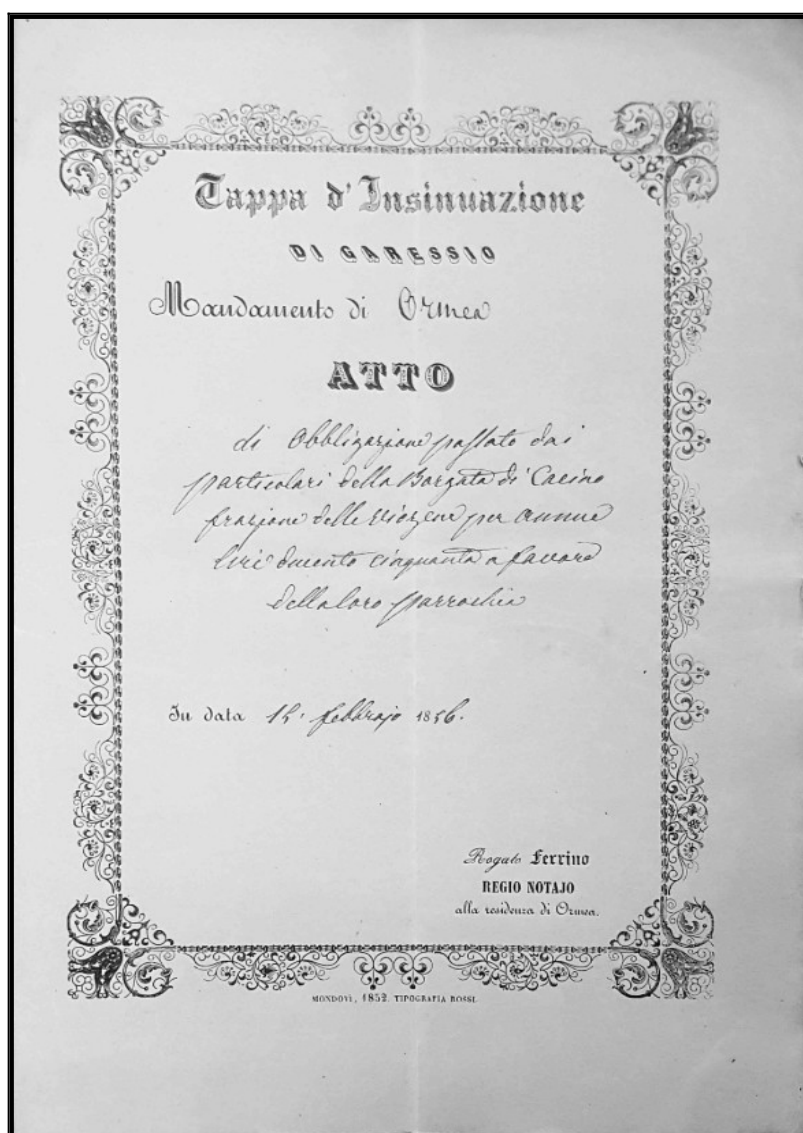 Tappa d'Insinuazione
DI GARESSIO
Mandamento di Ormea
ATTO
di Obbligazione passato dai
particolari della Borgata di Cacino
frazione delle Viozene per annue
Lire duecento cinquanta a favore
della loro parrochia
In data 15. febbrajo 1856.
Rogato Ferrino
REGIO NOTAJO
alla residenza di Ormea.
MONDOVÌ, 1852. TIPOGRAFIA ROSSI.